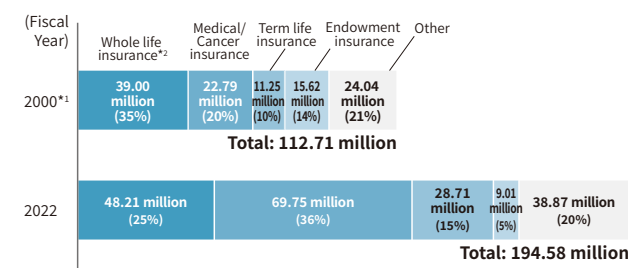 (Fiscal
Year)
Whole life
insurance*2
Medical/
Cancer
insurance
Term life
insurance
Endowment
insurance
Other
2000*1
39.00
million
(35%)
22.79
million
(20%)
11.25
million
(10%)
15.62
million
(14%)
24.04
million
(21%)
Total: 112.71 million
2022
48.21 million
(25%)
69.75 million
(36%)
28.71
million
(15%)
9.01
million
(5%)
38.87 million
(20%)
Total: 194.58 million